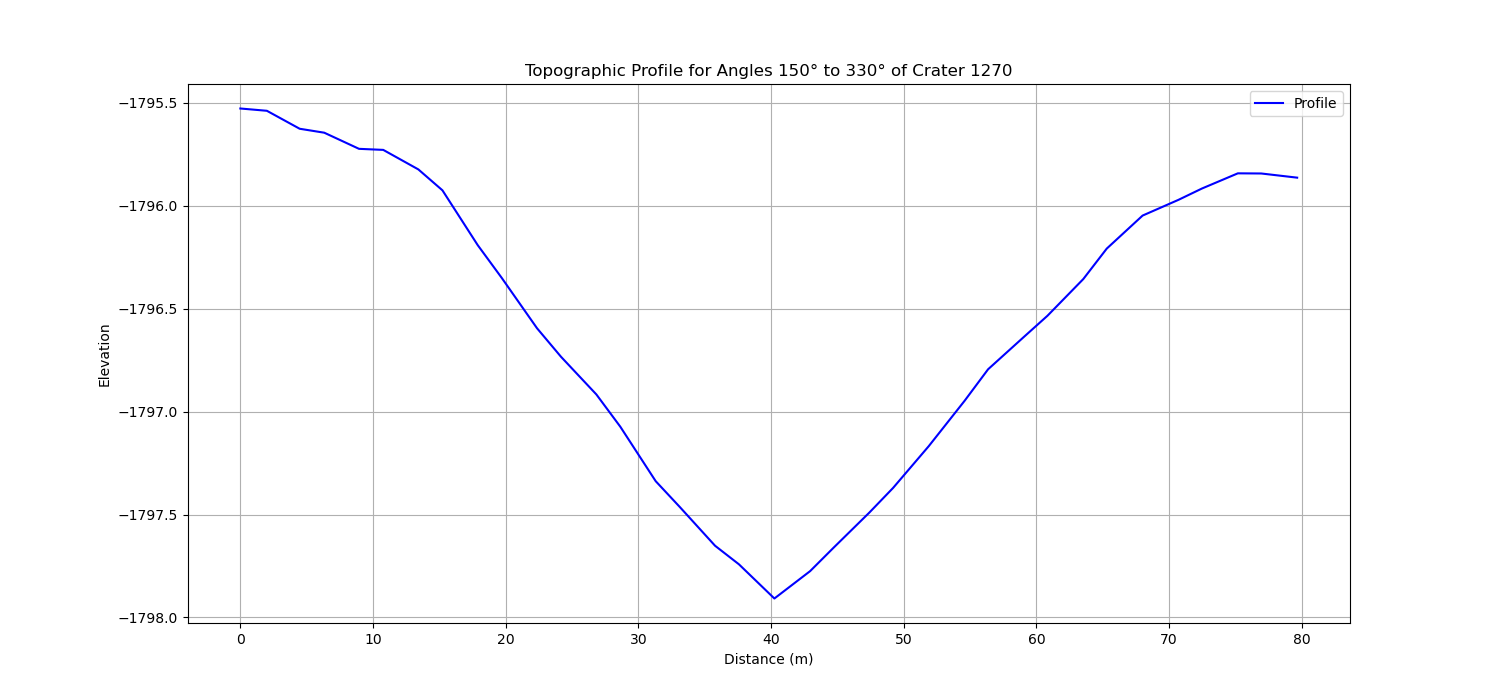 Topographic Profile for Angles 150° to 330° of Crater 1270
Profile
−1795.5
−1796.0
−1796.5
−1797.0
−1797.5
−1798.0
Elevation
0 10 20 30 40 50 60 70 80
Distance (m)